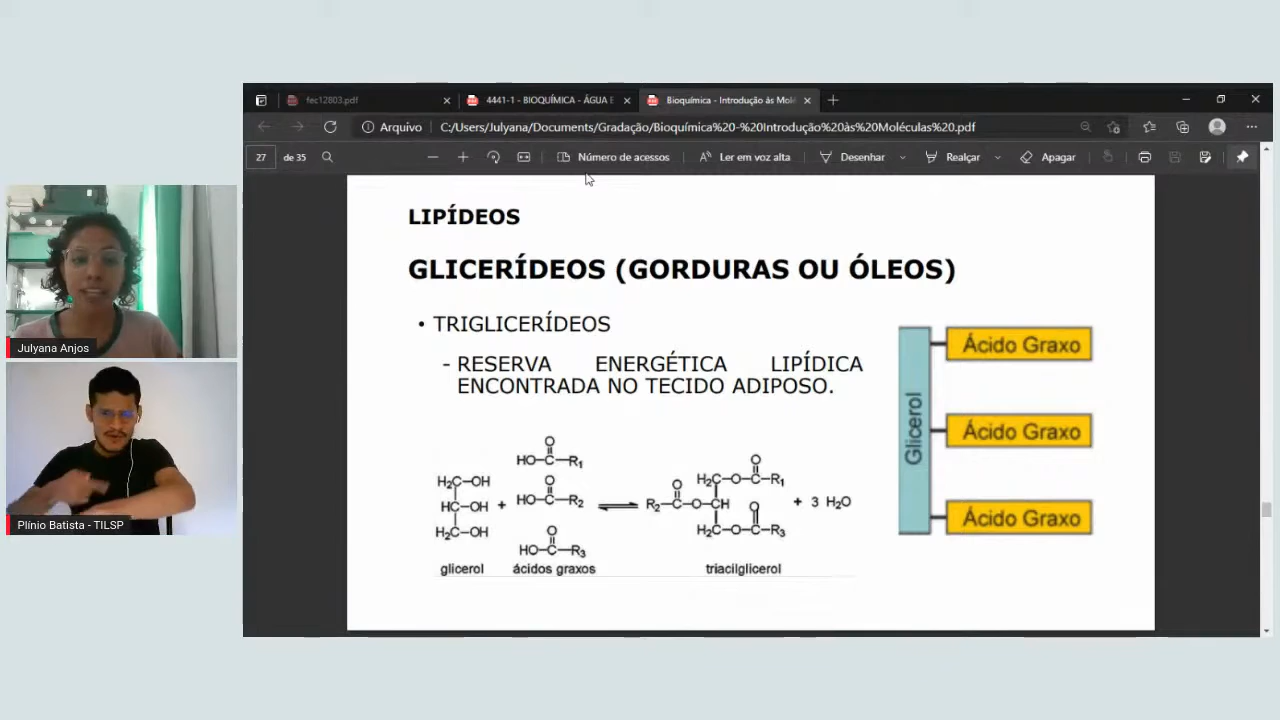 fec12803.pdf
4441-1 - BIOQUÍMICA - ÁGUA E
Bioquímica - Introdução às Mol
Arquivo
C:/Users/Julyana/Documents/Gradação/Bioquímica%20-%20Introdução%20às%20Moléculas%20.pdf
27 de 35
Número de acessos
Ler em voz alta
Desenhar
Realçar
Apagar
LIPÍDEOS
GLICERÍDEOS (GORDURAS OU ÓLEOS)
• TRIGLICERÍDEOS
- RESERVA ENERGÉTICA LIPÍDICA
ENCONTRADA NO TECIDO ADIPOSO.
Glicerol
Ácido Graxo
Ácido Graxo
Ácido Graxo
H₂C—OH
HC—OH
H₂C—OH
+
O
HO—C—R₁
O
HO—C—R₂
O
HO—C—R₃
O
H₂C—O—C—R₁
O
R₂—C—O—CH
O
H₂C—O—C—R₃
+ 3 H₂O
glicerol
ácidos graxos
triacilglicerol
Julyana Anjos
Plínio Batista - TILSP